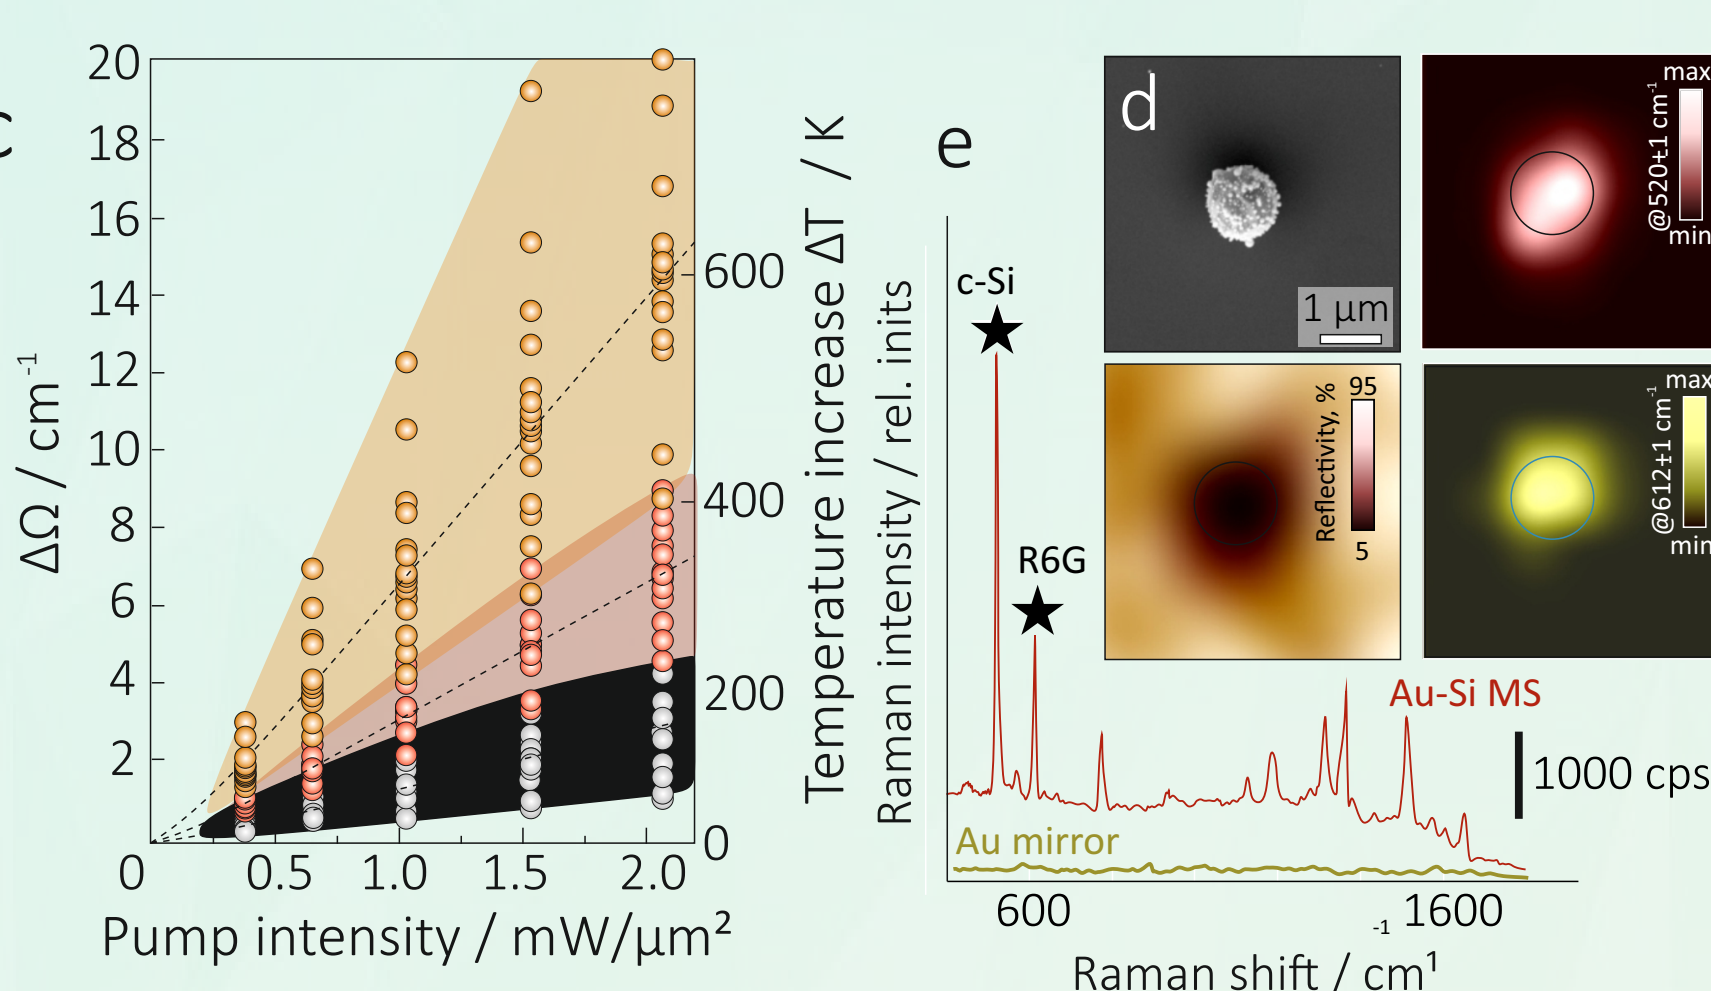 20
18
16
14
12
10
8
6
4
2
0
0.5
1.0
1.5
2.0
ΔΩ / cm⁻¹
Pump intensity / mW/µm²
600
400
200
0
Temperature increase ΔT / K
e
Raman intensity / rel. inits
c-Si
R6G
Au-Si MS
1000 cps
Au mirror
600
1600
-1
Raman shift / cm¹
d
1 µm
max
@520±1 cm⁻¹
min
95
Reflectivity, %
5
max
@612±1 cm⁻¹
min